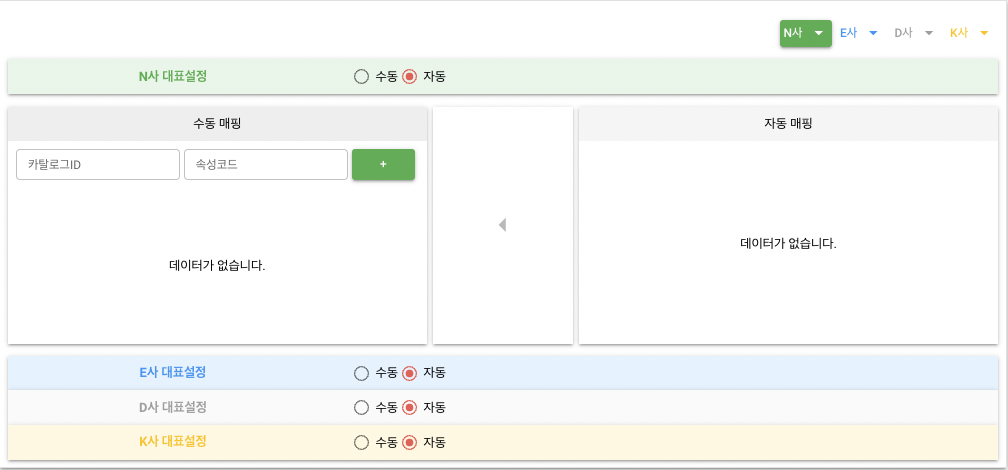 N사 E사 D사 K사
N사 대표설정 수동 자동
수동 매핑 자동 매핑
카탈로그ID 속성코드 +
데이터가 없습니다.
데이터가 없습니다.
E사 대표설정 수동 자동
D사 대표설정 수동 자동
K사 대표설정 수동 자동